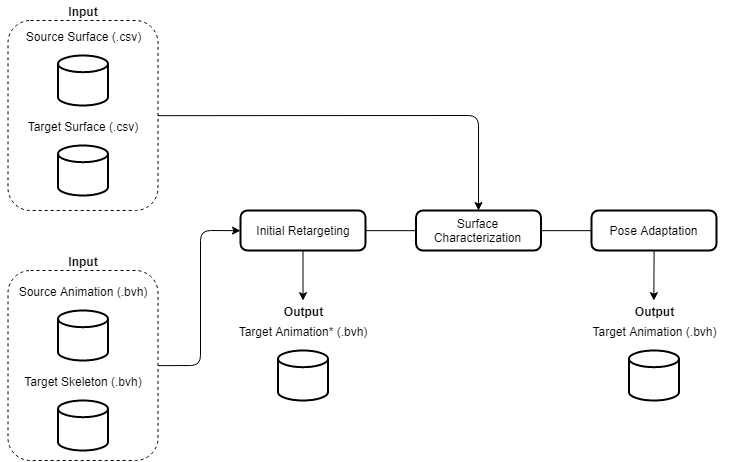 Input
Source Surface (.csv)
Target Surface (.csv)
Input
Source Animation (.bvh)
Target Skeleton (.bvh)
Initial Retargeting
Surface
Characterization
Pose Adaptation
Output
Target Animation* (.bvh)
Output
Target Animation (.bvh)